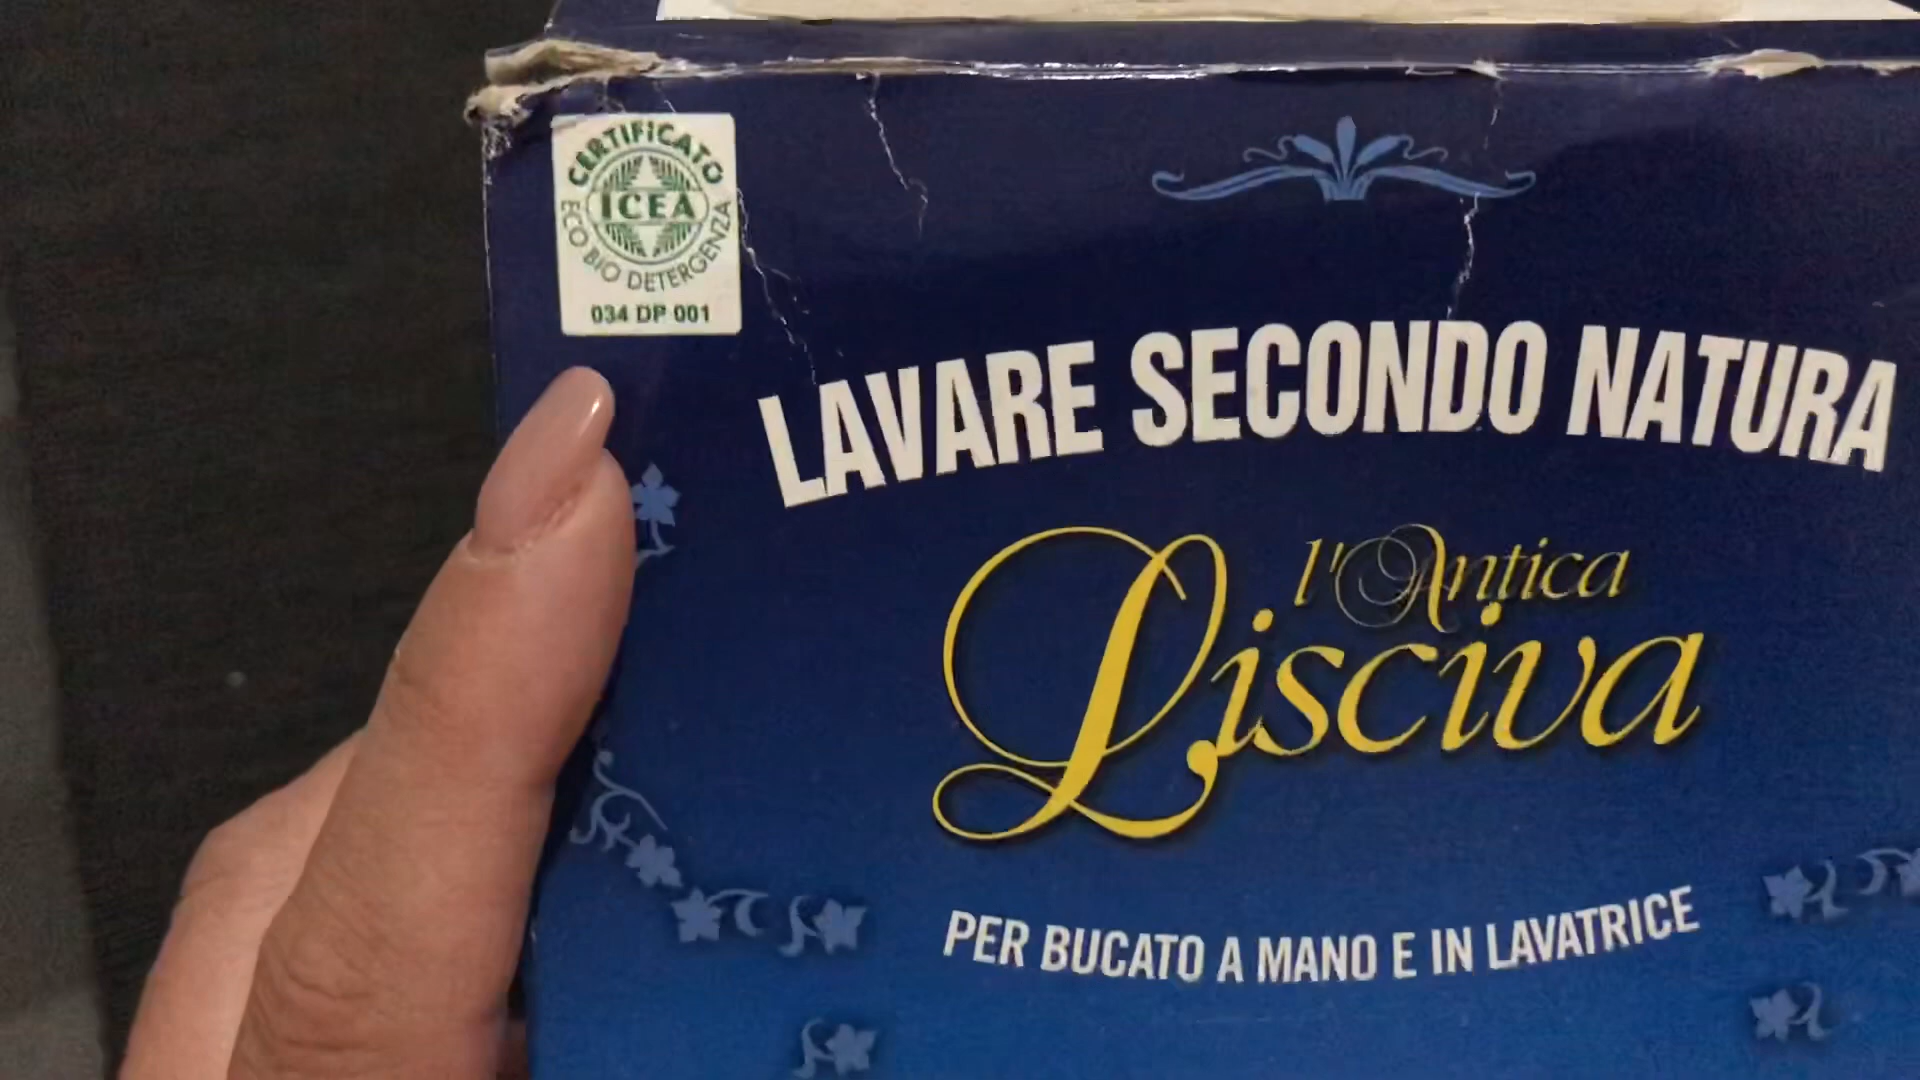 CERTIFICATO
ICEA
ECO BIO DETERGENZA
034 DP 001
LAVARE SECONDO NATURA
l'Antica
Lisciva
PER BUCATO A MANO E IN LAVATRICE